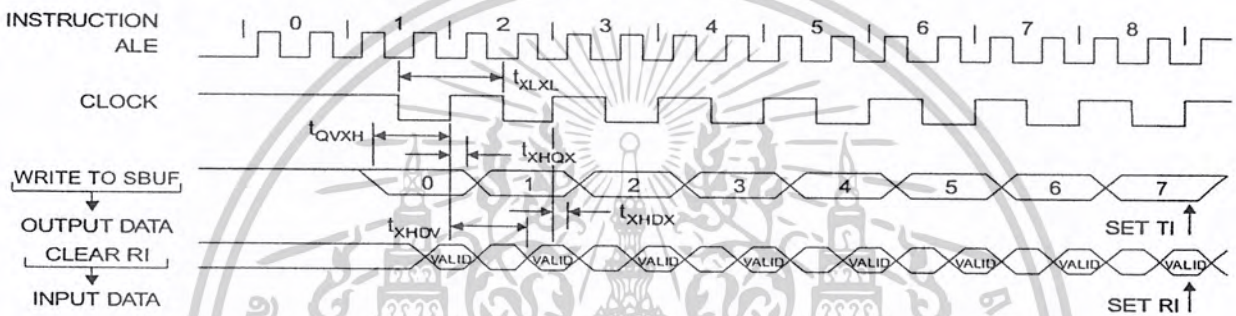 INSTRUCTION 0 1 2 3 4 5 6 7 8
ALE
tXLXL
CLOCK
tQVXH
tXHQX
WRITE TO SBUF
0 1 2 3 4 5 6 7
OUTPUT DATA
tXHDV
tXHDX
SET TI
CLEAR RI
VALID VALID VALID VALID VALID VALID VALID VALID
INPUT DATA
SET RI